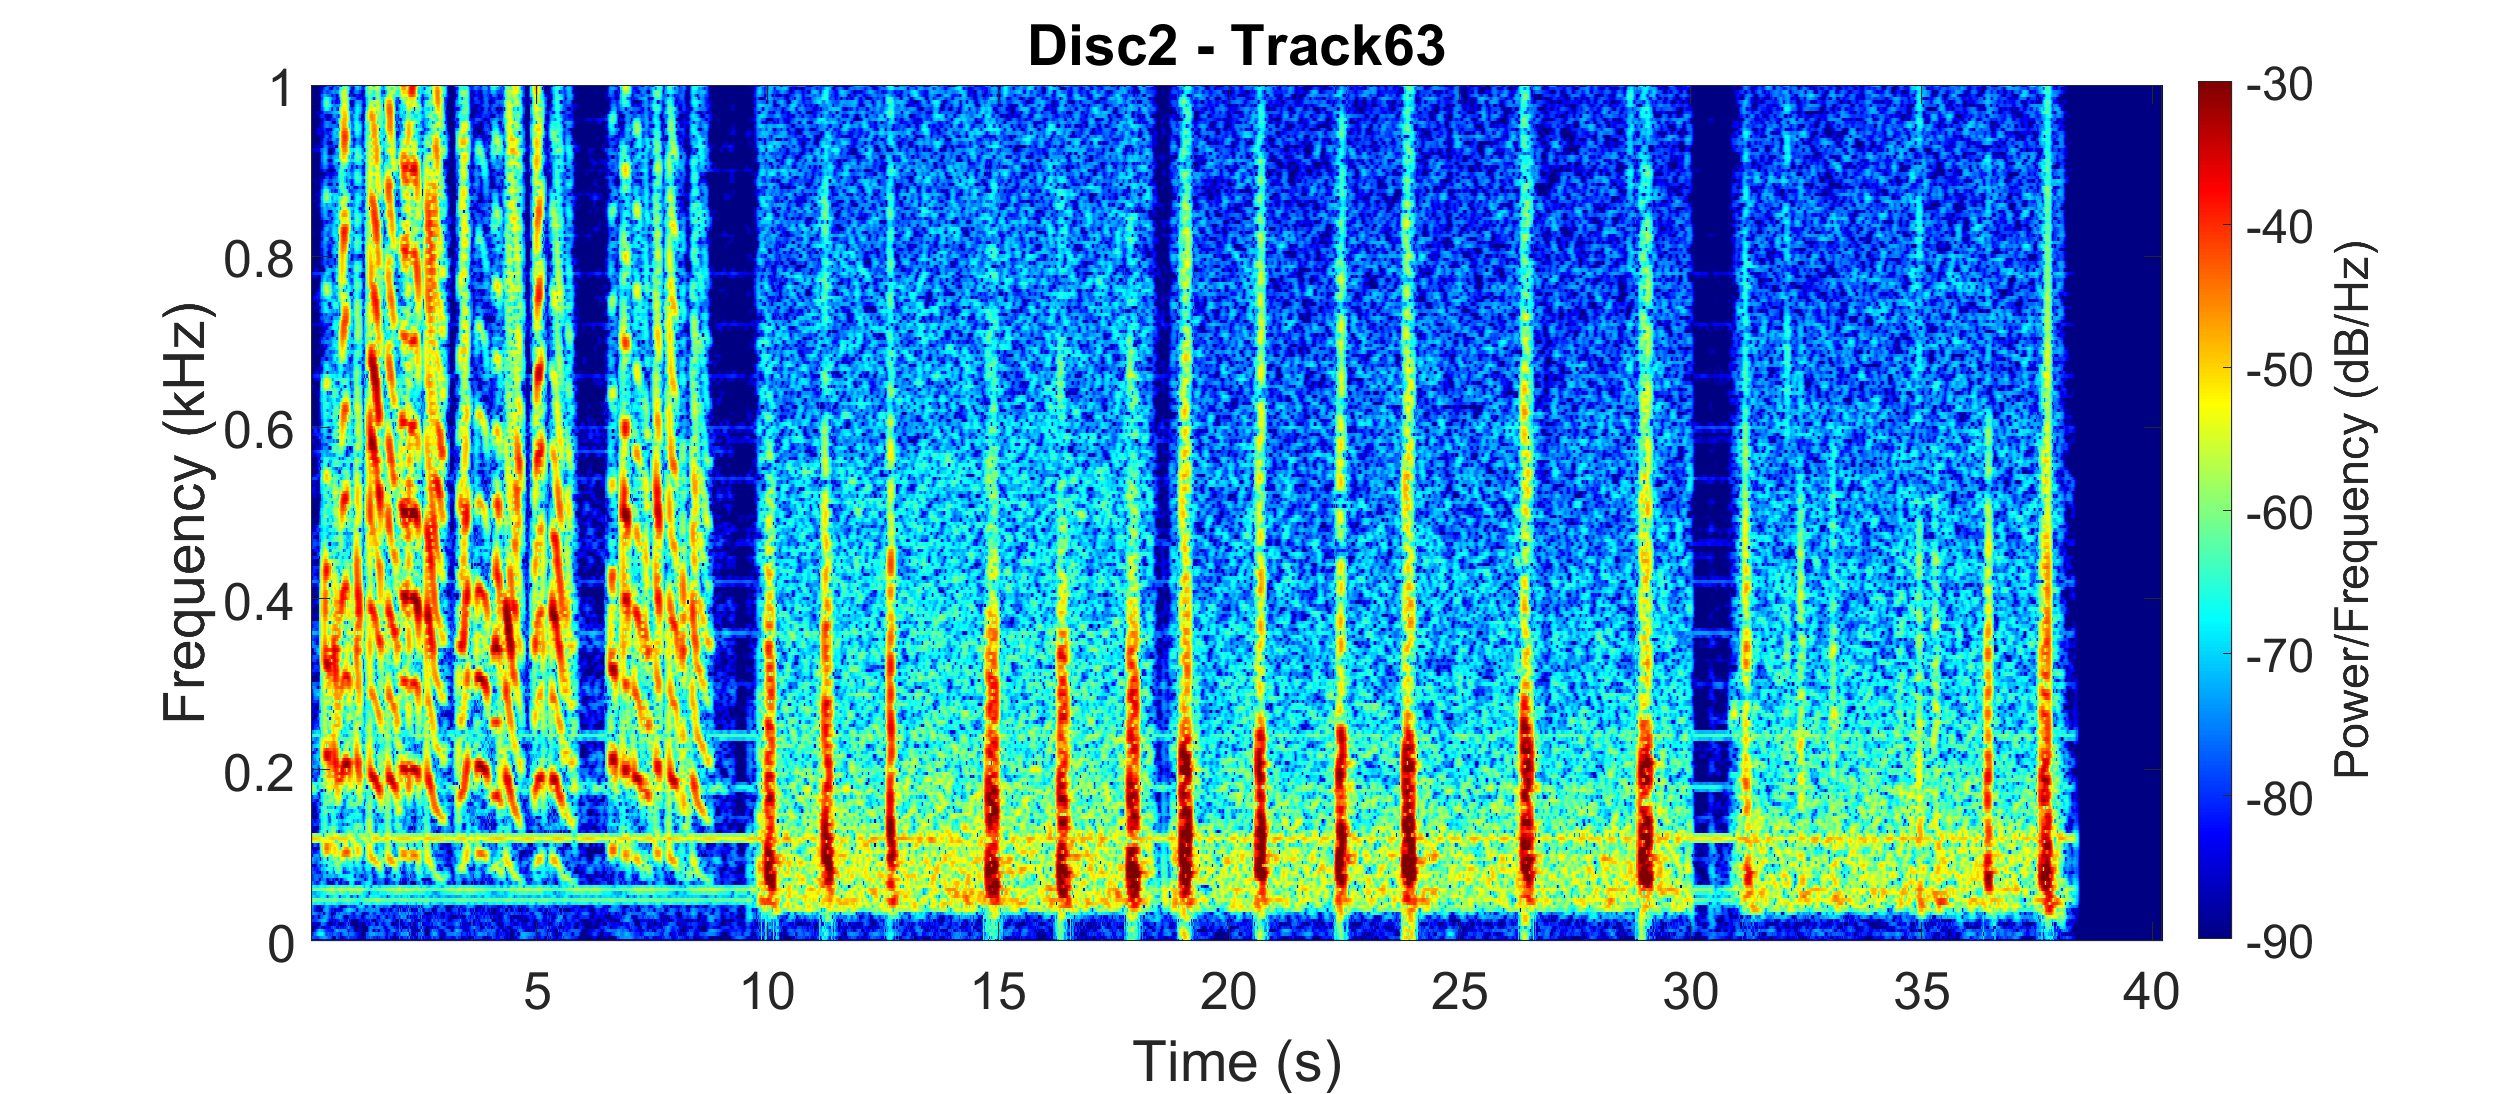 Disc2 - Track63
1
0.8
0.6
0.4
0.2
0
Frequency (kHz)
5 10 15 20 25 30 35 40
Time (s)
-30
-40
-50
-60
-70
-80
-90
Power/Frequency (dB/Hz)